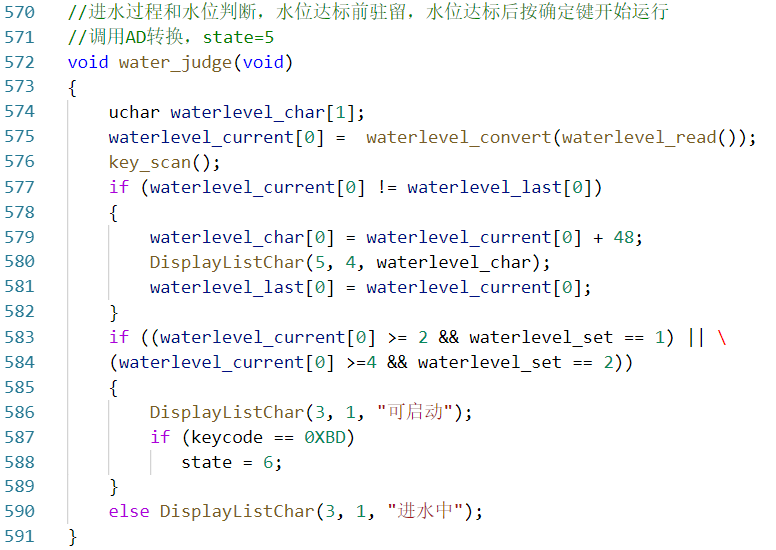 570 //进水过程和水位判断，水位达标前驻留，水位达标后按确定键开始运行
571 //调用AD转换，state=5
572 void water_judge(void)
573 {
574 uchar waterlevel_char[1];
575 waterlevel_current[0] =  waterlevel_convert(waterlevel_read());
576 key_scan();
577 if (waterlevel_current[0] != waterlevel_last[0])
578 {
579 waterlevel_char[0] = waterlevel_current[0] + 48;
580 DisplayListChar(5, 4, waterlevel_char);
581 waterlevel_last[0] = waterlevel_current[0];
582 }
583 if ((waterlevel_current[0] >= 2 && waterlevel_set == 1) || \
584 (waterlevel_current[0] >=4 && waterlevel_set == 2))
585 {
586 DisplayListChar(3, 1, "可启动");
587 if (keycode == 0XBD)
588 state = 6;
589 }
590 else DisplayListChar(3, 1, "进水中");
591 }